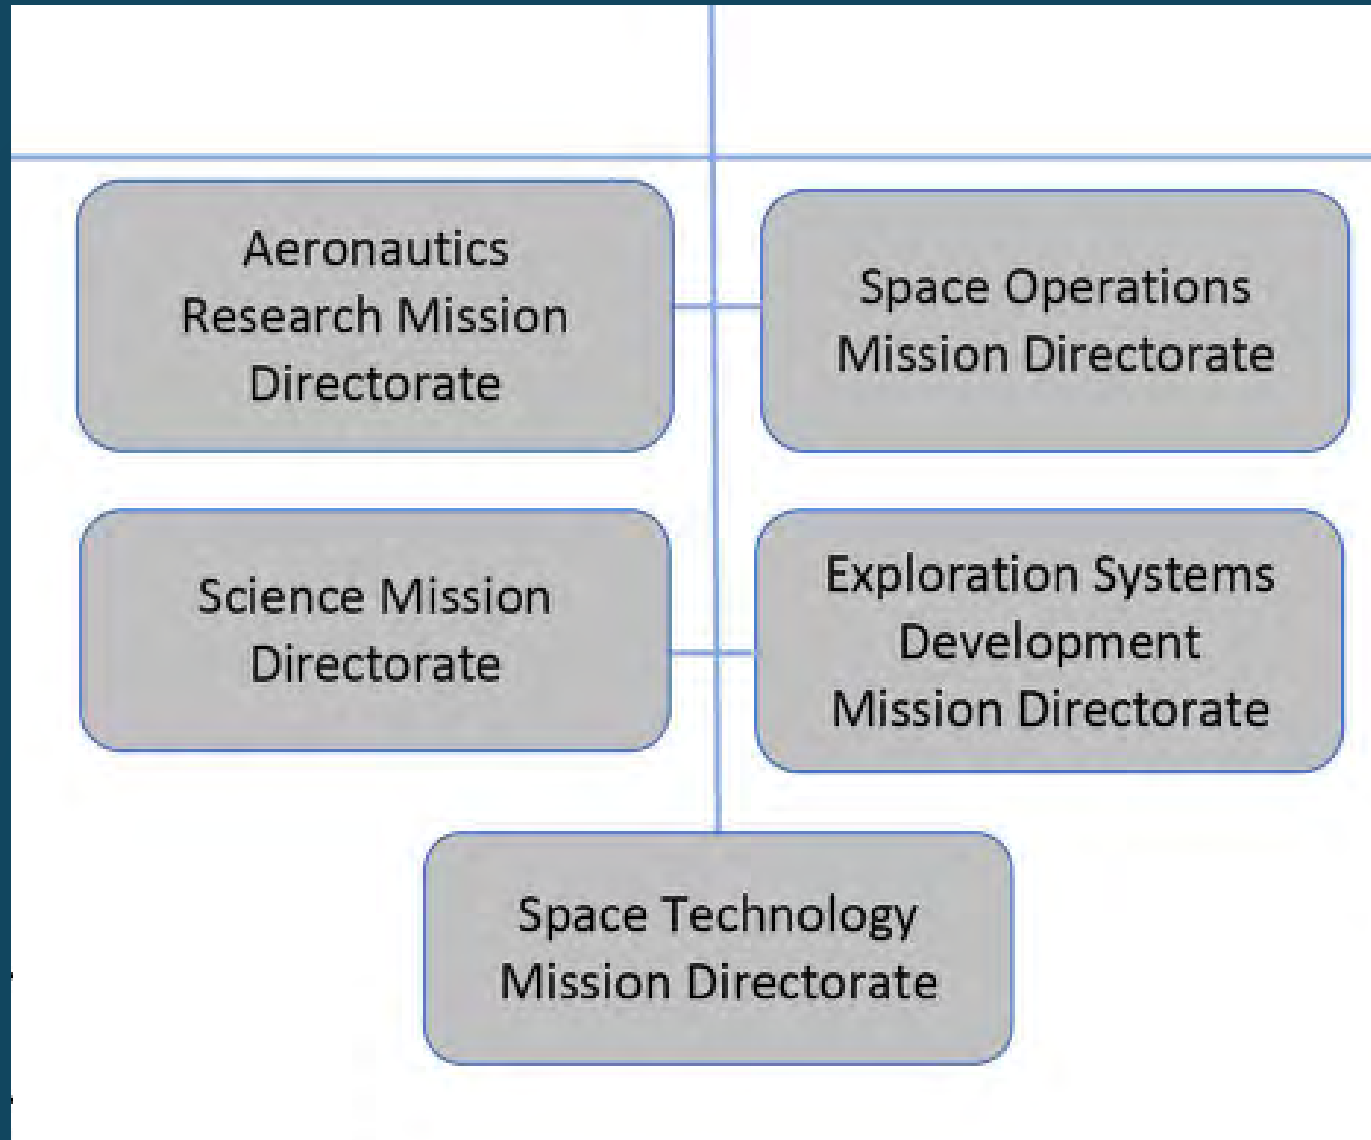 Aeronautics
Research Mission
Directorate
Space Operations
Mission Directorate
Science Mission
Directorate
Exploration Systems
Development
Mission Directorate
Space Technology
Mission Directorate